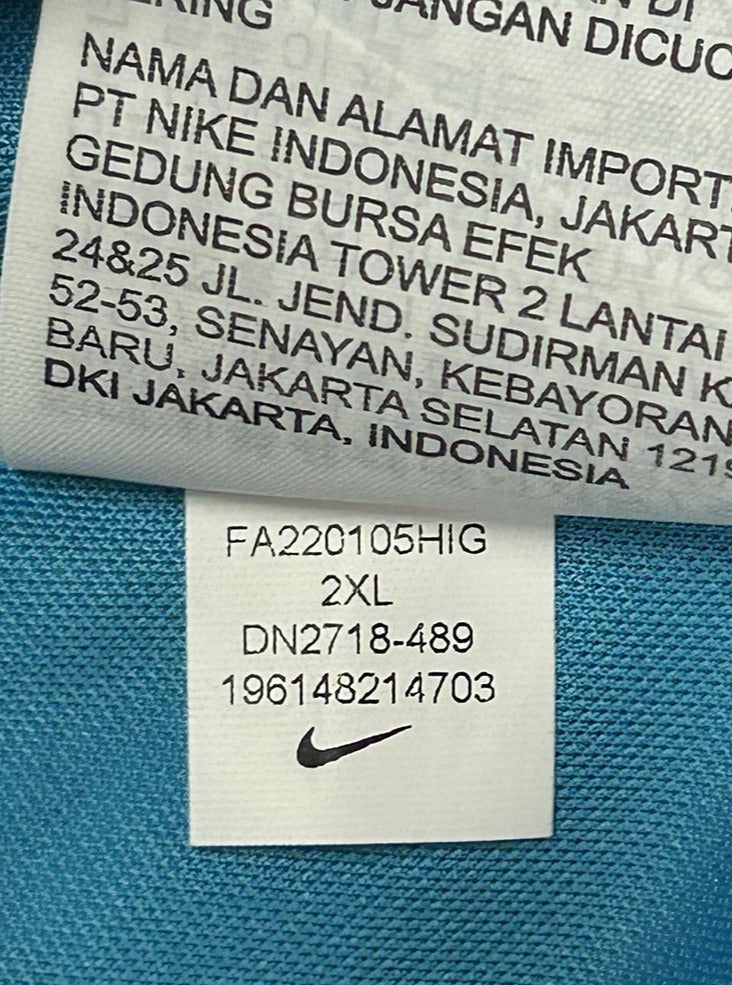 JANGAN DICUC
NAMA DAN ALAMAT IMPORT
PT NIKE INDONESIA, JAKART
GEDUNG BURSA EFEK
INDONESIA TOWER 2 LANTAI
24&25 JL. JEND. SUDIRMAN K
52-53, SENAYAN, KEBAYORAN
BARU, JAKARTA SELATAN 1219
DKI JAKARTA, INDONESIA
FA220105HIG
2XL
DN2718-489
196148214703